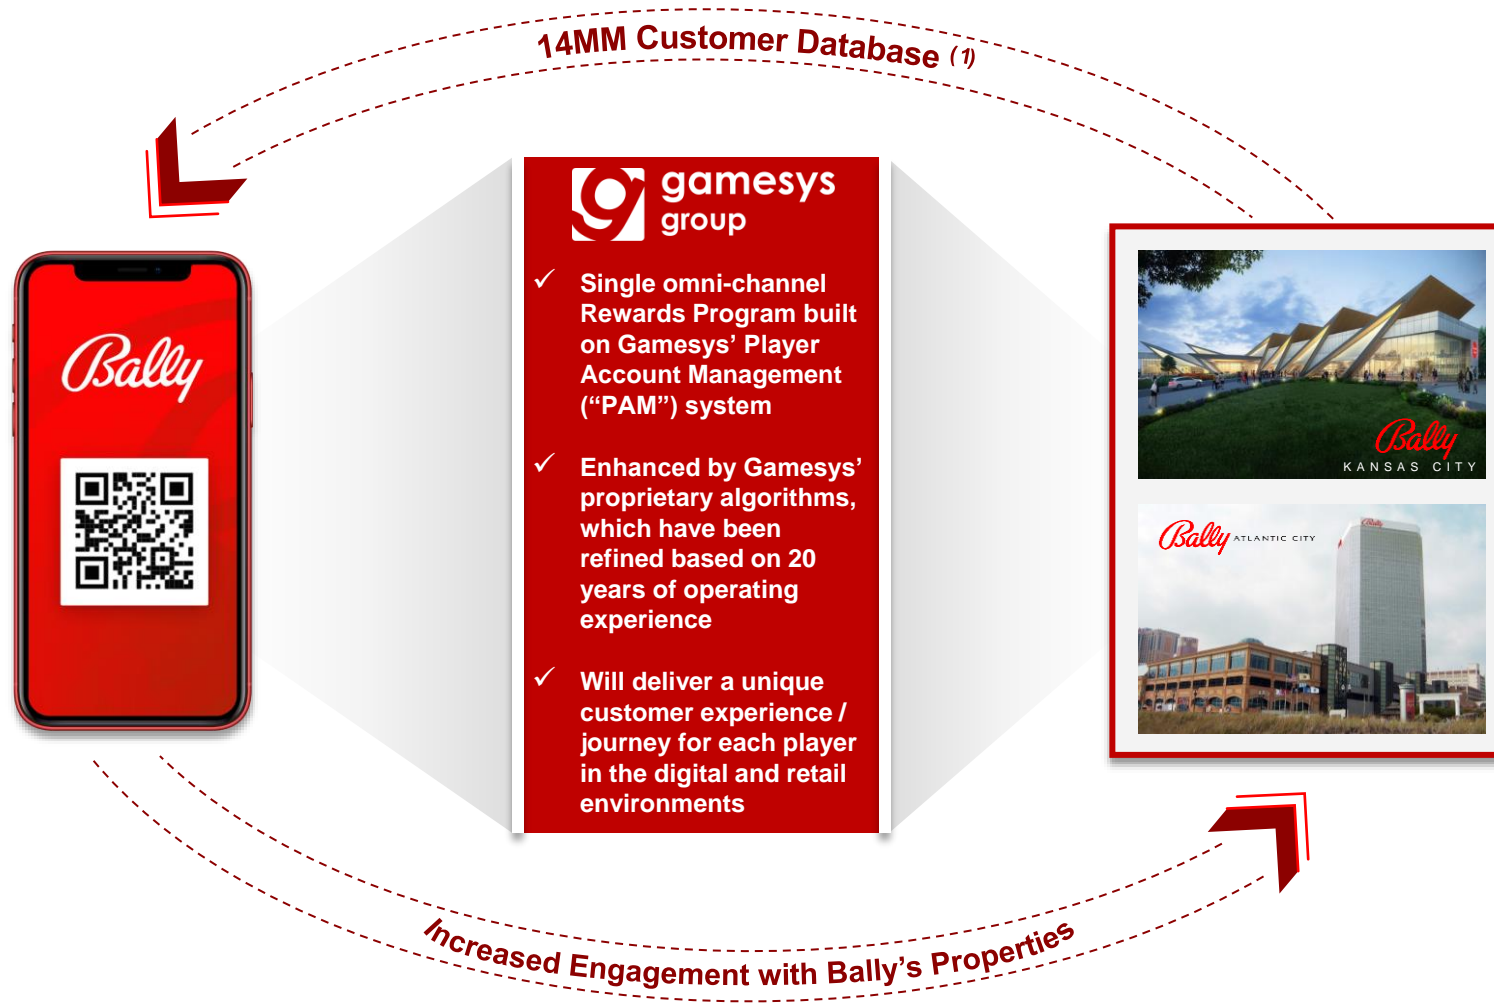 14MM Customer Database (1)
gamesys
group
✓ Single omni-channel
Rewards Program built
on Gamesys’ Player
Account Management
(“PAM”) system
✓ Enhanced by Gamesys’
proprietary algorithms,
which have been
refined based on 20
years of operating
experience
✓ Will deliver a unique
customer experience /
journey for each player
in the digital and retail
environments
Bally
Bally
KANSAS CITY
Bally ATLANTIC CITY
Bally
Increased Engagement with Bally’s Properties